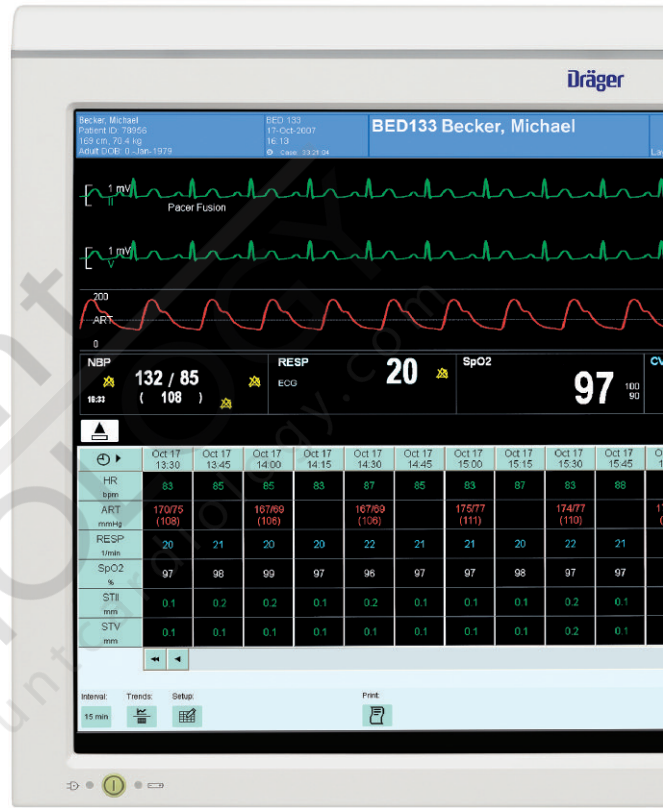 Dräger
Becker, Michael
Patient ID: 78956
169 cm, 70.4 kg
Adult DOB: 0 -Jan-1979
BED 133
17-Oct-2007
16:13
BED133 Becker, Michael
1 mV
II
Pacer Fusion
1 mV
V
200
ART
0
NBP
132 / 85
( 108 )
RESP
ECG
20
SpO2
97
100
90
CV
Oct 17 Oct 17 Oct 17 Oct 17 Oct 17 Oct 17 Oct 17 Oct 17 Oct 17 Oct 17
13:30 13:45 14:00 14:15 14:30 14:45 15:00 15:15 15:30 15:45
HR bpm 83 85 85 83 87 85 83 87 83 88
ART 170/75 167/69 167/69 175/77 174/77
mmHg (108) (106) (106) (111) (110)
RESP 1/min 20 21 20 20 22 21 21 20 22 21
SpO2 % 97 98 99 97 96 97 97 98 97 97
STII mm 0.1 0.2 0.2 0.1 0.2 0.1 0.1 0.1 0.2 0.1
STV mm 0.1 0.1 0.1 0.1 0.1 0.1 0.1 0.1 0.2 0.1
Interval: Trends: Setup: Print:
15 min